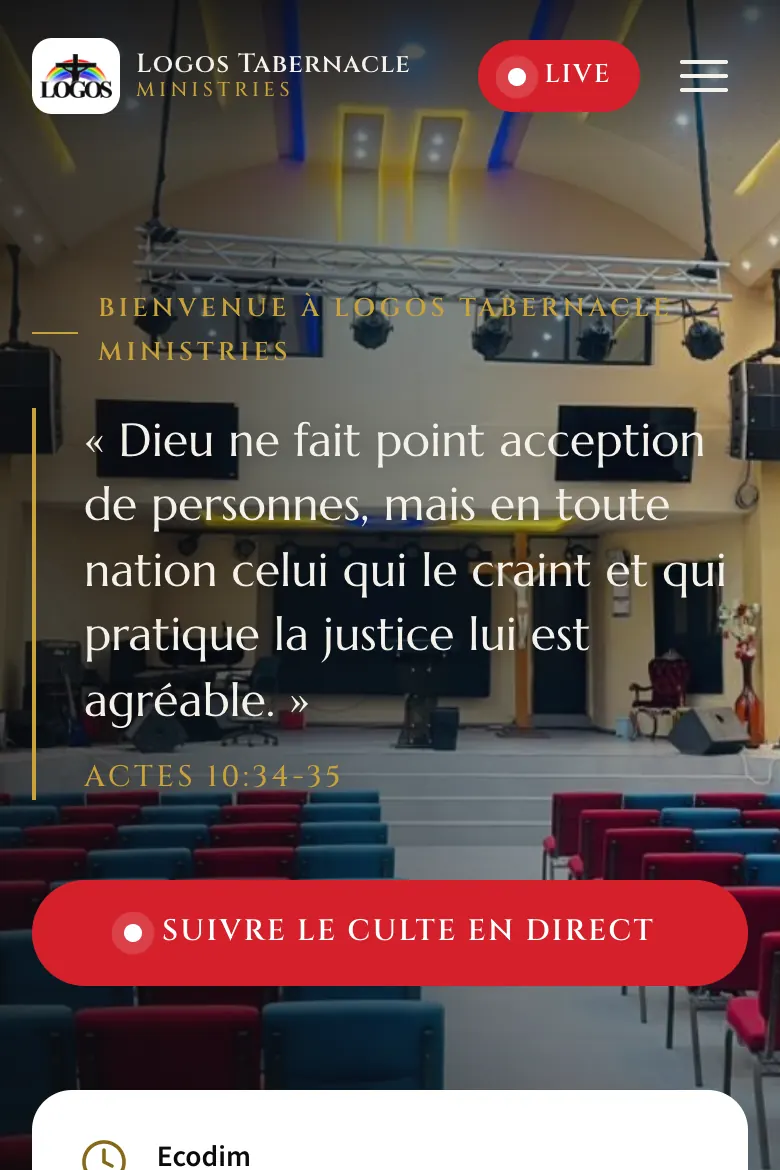 LOGOS
LOGOS TABERNACLE
MINISTRIES
LIVE
BIENVENUE À LOGOS TABERNACLE
MINISTRIES
« Dieu ne fait point acception
de personnes, mais en toute
nation celui qui le craint et qui
pratique la justice lui est
agréable. »
ACTES 10:34-35
SUIVRE LE CULTE EN DIRECT
Ecodim